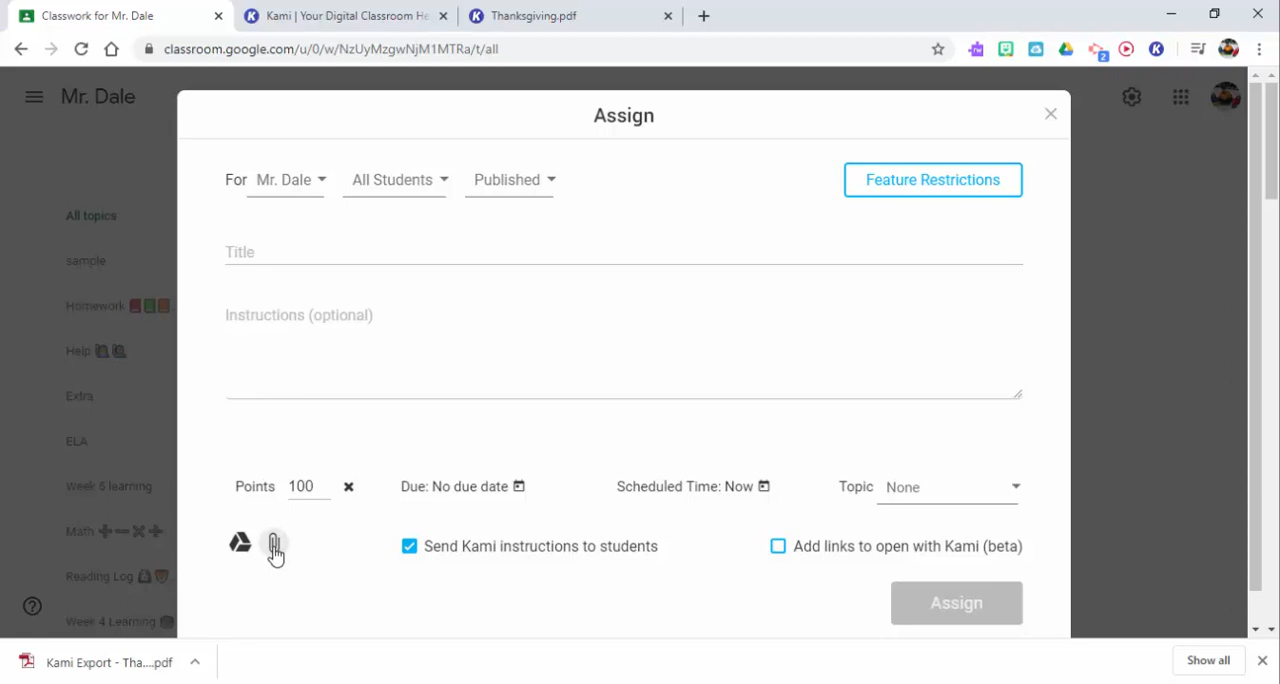 Classwork for Mr. Dale
Kami | Your Digital Classroom He
Thanksgiving.pdf
classroom.google.com/u/0/w/NzUyMzgwNjM1MTRa/t/all
2
Mr. Dale
Assign
For Mr. Dale All Students Published Feature Restrictions
All topics
Title
sample
Homework
Instructions (optional)
Help
Extra
ELA
Week 5 learning
Points 100 Due: No due date Scheduled Time: Now Topic None
Math
Send Kami instructions to students Add links to open with Kami (beta)
Reading Log
Assign
Week 4 Learning
Kami Export - Tha....pdf
Show all